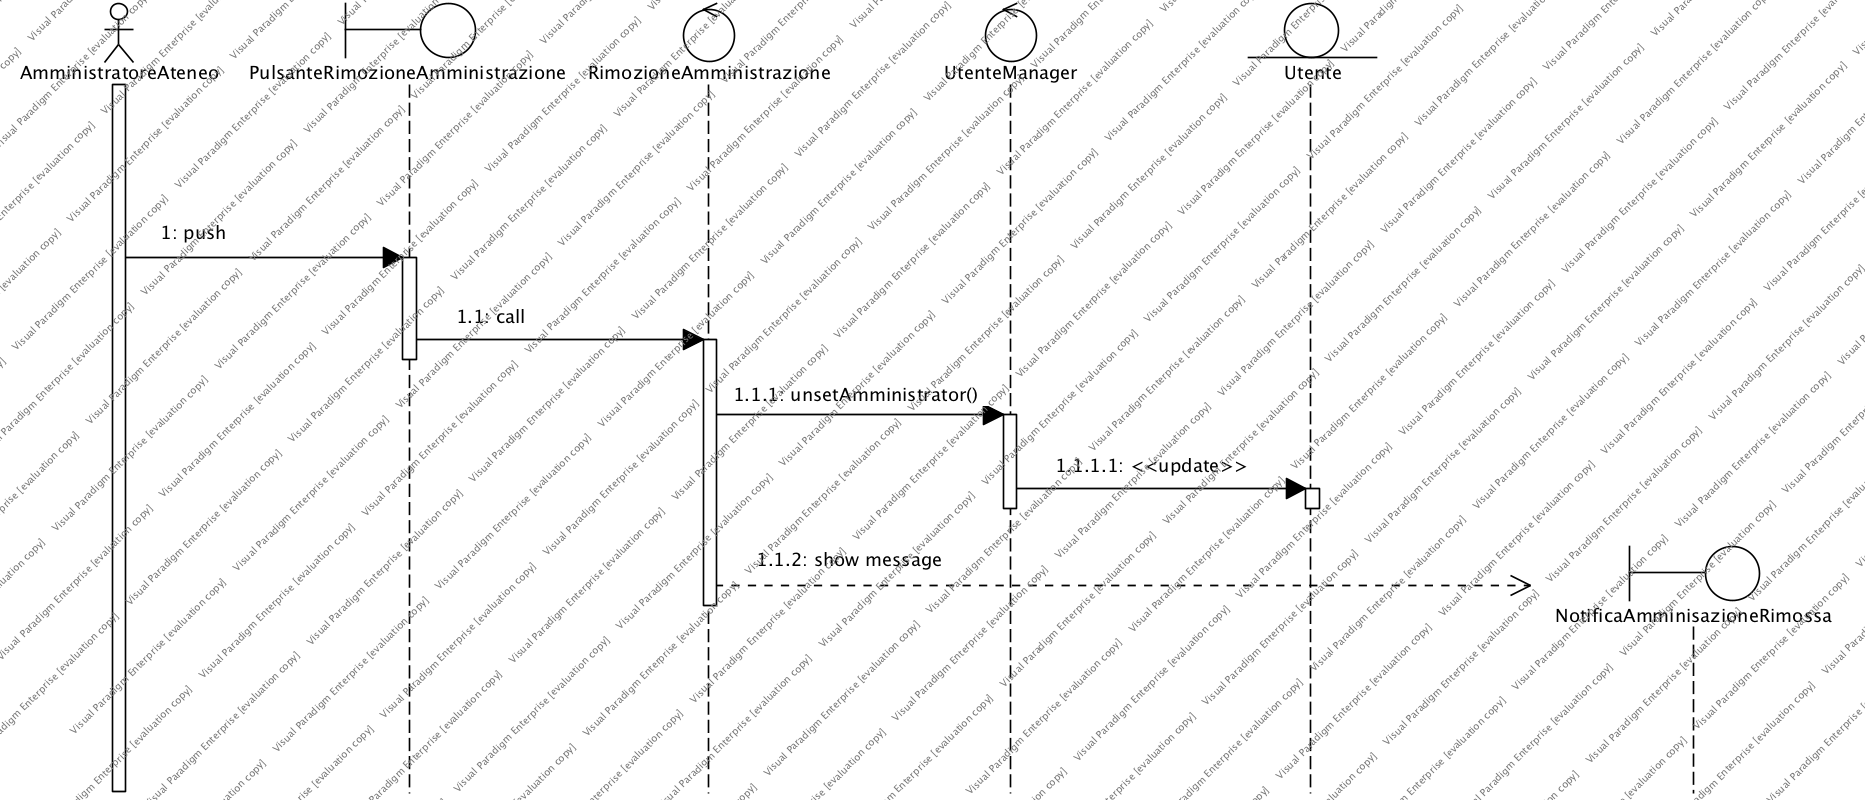 AmministratoreAteneo PulsanteRimozioneAmministrazione RimozioneAmministrazione UtenteManager Utente
1: push
1.1: call
1.1.1: unsetAmministrator()
1.1.1.1: <<update>>
1.1.2: show message
NotificaAmminisazioneRimossa
Visual Paradigm Enterprise [evaluation copy]